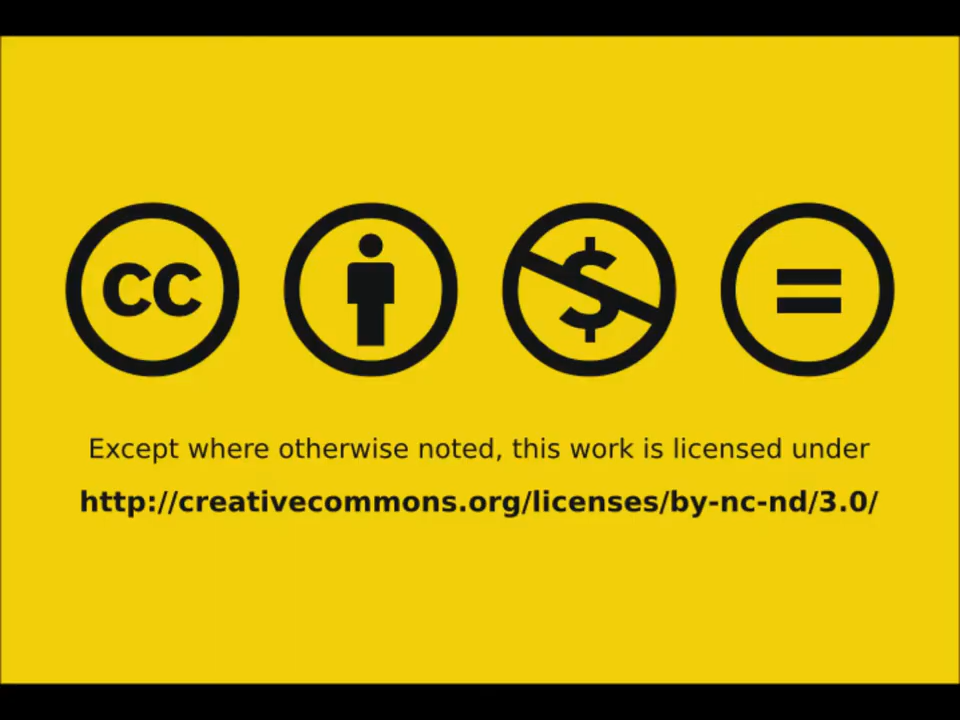 cc $ =
Except where otherwise noted, this work is licensed under
http://creativecommons.org/licenses/by-nc-nd/3.0/